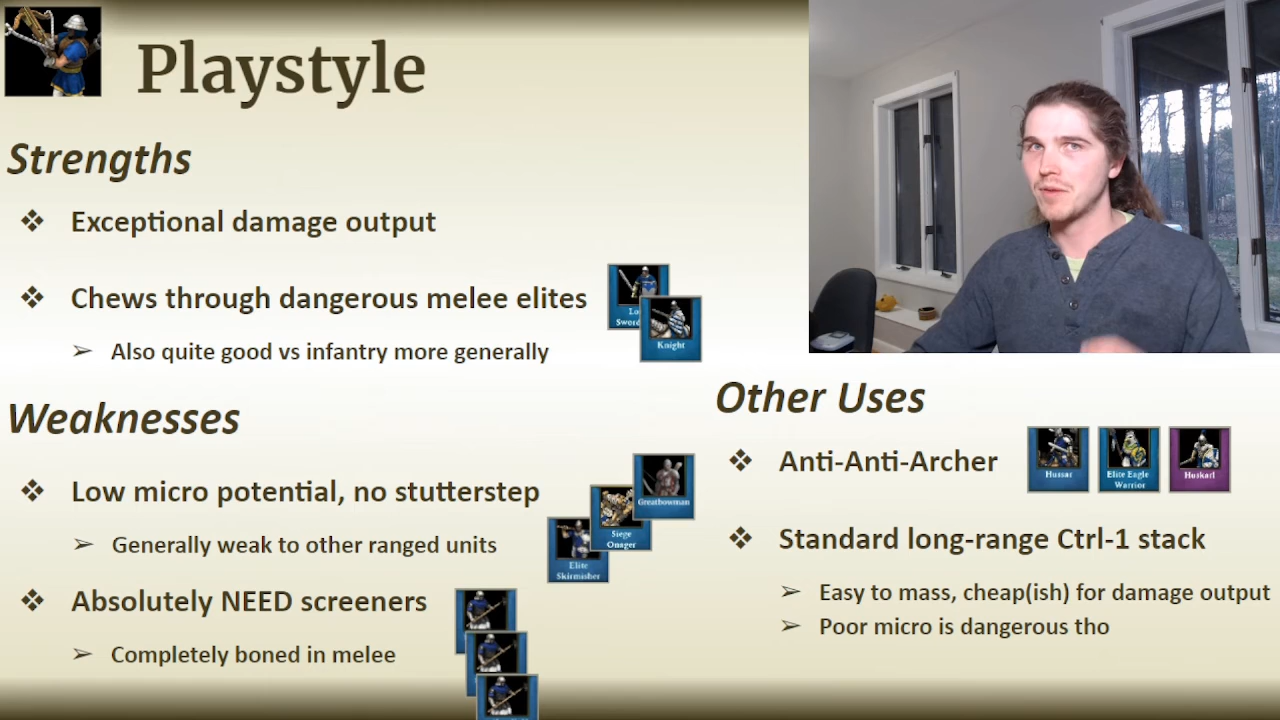 Playstyle
Strengths
Exceptional damage output
Chews through dangerous melee elites
Knight
Also quite good vs infantry more generally
Weaknesses
Low micro potential, no stutterstep
Greatbowman
Siege
Onager
Elite
Skirmisher
Generally weak to other ranged units
Absolutely NEED screeners
Completely boned in melee
Other Uses
Anti-Anti-Archer
Hussar
Elite Eagle
Warrior
Huskarl
Standard long-range Ctrl-1 stack
Easy to mass, cheap(ish) for damage output
Poor micro is dangerous tho